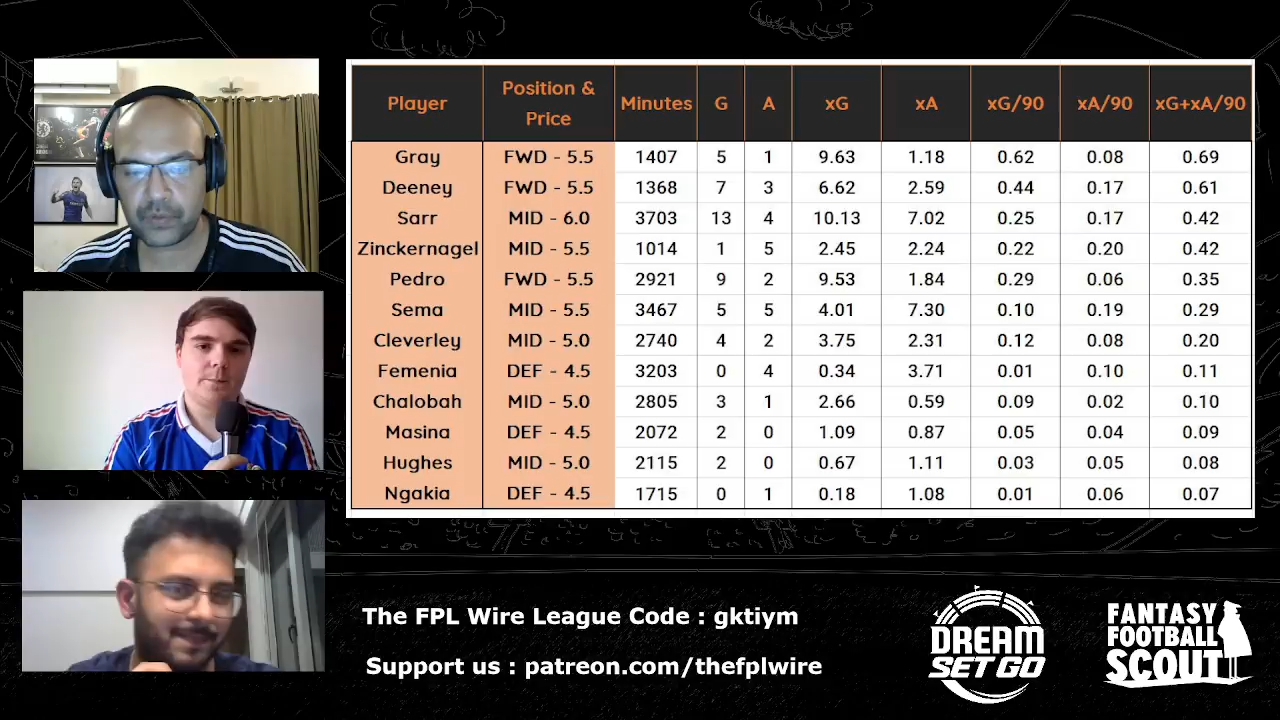 Player Position & Price Minutes G A xG xA xG/90 xA/90 xG+xA/90
Gray FWD - 5.5 1407 5 1 9.63 1.18 0.62 0.08 0.69
Deeney FWD - 5.5 1368 7 3 6.62 2.59 0.44 0.17 0.61
Sarr MID - 6.0 3703 13 4 10.13 7.02 0.25 0.17 0.42
Zinckernagel MID - 5.5 1014 1 5 2.45 2.24 0.22 0.20 0.42
Pedro FWD - 5.5 2921 9 2 9.53 1.84 0.29 0.06 0.35
Sema MID - 5.5 3467 5 5 4.01 7.30 0.10 0.19 0.29
Cleverley MID - 5.0 2740 4 2 3.75 2.31 0.12 0.08 0.20
Femenia DEF - 4.5 3203 0 4 0.34 3.71 0.01 0.10 0.11
Chalobah MID - 5.0 2805 3 1 2.66 0.59 0.09 0.02 0.10
Masina DEF - 4.5 2072 2 0 1.09 0.87 0.05 0.04 0.09
Hughes MID - 5.0 2115 2 0 0.67 1.11 0.03 0.05 0.08
Ngakia DEF - 4.5 1715 0 1 0.18 1.08 0.01 0.06 0.07
The FPL Wire League Code : gktiym
Support us : patreon.com/thefplwire
DREAM
SET GO
FANTASY
FOOTBALL
SCOUT